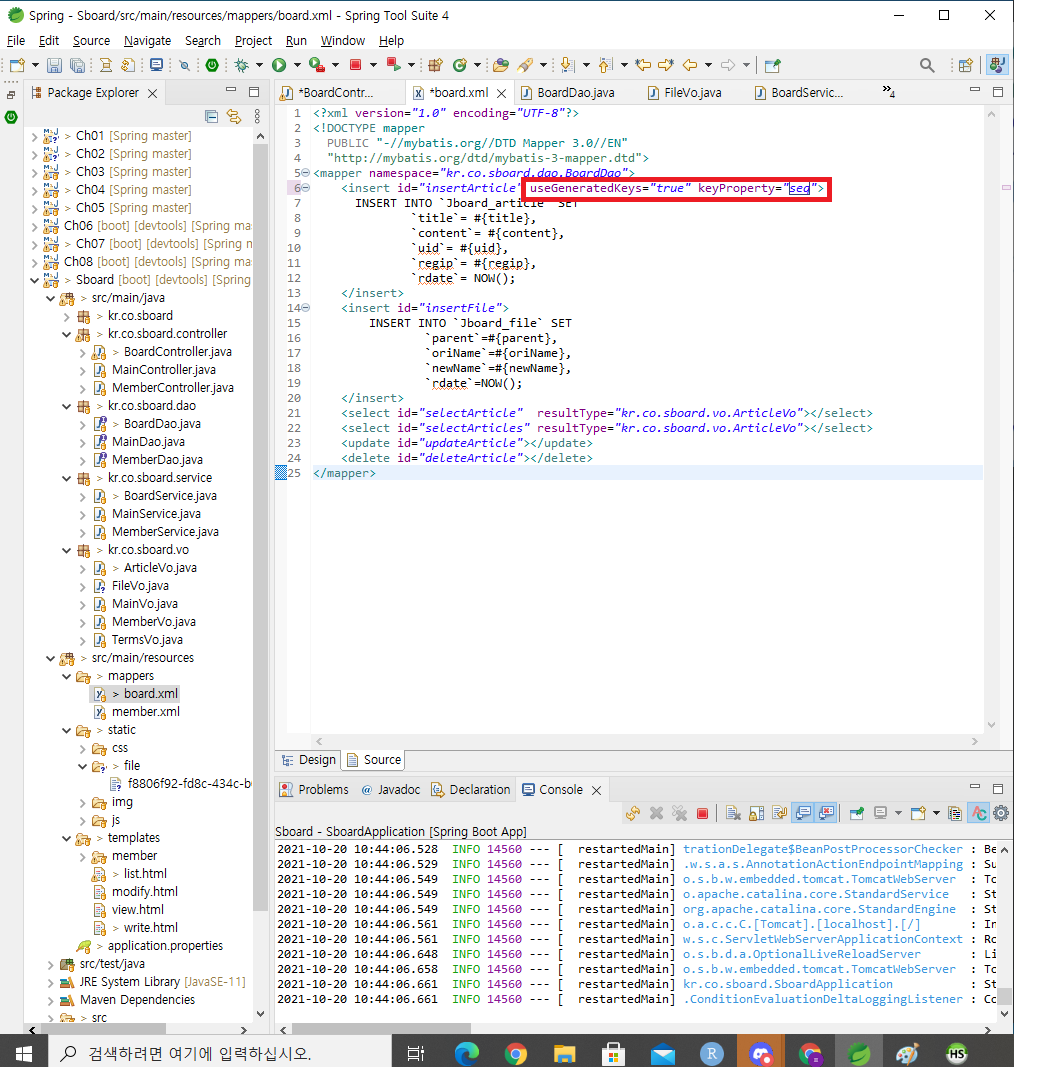 Spring - Sboard/src/main/resources/mappers/board.xml - Spring Tool Suite 4
File Edit Source Navigate Search Project Run Window Help
Package Explorer
Ch01 [Spring master]
Ch02 [Spring master]
Ch03 [Spring master]
Ch04 [Spring master]
Ch05 [Spring master]
Ch06 [boot] [devtools] [Spring ma
Ch07 [boot] [devtools] [Spring m
Ch08 [boot] [devtools] [Spring ma
Sboard [boot] [devtools] [Spring
src/main/java
kr.co.sboard
kr.co.sboard.controller
BoardController.java
MainController.java
MemberController.java
kr.co.sboard.dao
BoardDao.java
MainDao.java
MemberDao.java
kr.co.sboard.service
BoardService.java
MainService.java
MemberService.java
kr.co.sboard.vo
ArticleVo.java
FileVo.java
MainVo.java
MemberVo.java
TermsVo.java
src/main/resources
mappers
board.xml
member.xml
static
css
file
f8806f92-fd8c-434c-b
img
js
templates
member
list.html
modify.html
view.html
write.html
application.properties
src/test/java
JRE System Library [JavaSE-11]
Maven Dependencies
src
*BoardContr... *board.xml BoardDao.java FileVo.java BoardServic... »4
1 <?xml version="1.0" encoding="UTF-8"?>
2 <!DOCTYPE mapper
3 PUBLIC "-//mybatis.org//DTD Mapper 3.0//EN"
4 "http://mybatis.org/dtd/mybatis-3-mapper.dtd">
5 <mapper namespace="kr.co.sboard.dao.BoardDao">
6 <insert id="insertArticle" useGeneratedKeys="true" keyProperty="seq">
7 INSERT INTO `Jboard_article` SET
8 `title`= #{title},
9 `content`= #{content},
10 `uid`= #{uid},
11 `regip`= #{regip},
12 `rdate`= NOW();
13 </insert>
14 <insert id="insertFile">
15 INSERT INTO `Jboard_file` SET
16 `parent`=#{parent},
17 `oriName`=#{oriName},
18 `newName`=#{newName},
19 `rdate`=NOW();
20 </insert>
21 <select id="selectArticle" resultType="kr.co.sboard.vo.ArticleVo"></select>
22 <select id="selectArticles" resultType="kr.co.sboard.vo.ArticleVo"></select>
23 <update id="updateArticle"></update>
24 <delete id="deleteArticle"></delete>
25 </mapper>
Design Source
Problems @ Javadoc Declaration Console
Sboard - SboardApplication [Spring Boot App]
2021-10-20 10:44:06.528 INFO 14560 --- [ restartedMain] trationDelegate$BeanPostProcessorChecker : Be
2021-10-20 10:44:06.529 INFO 14560 --- [ restartedMain] .w.s.a.s.AnnotationActionEndpointMapping : Su
2021-10-20 10:44:06.549 INFO 14560 --- [ restartedMain] o.s.b.w.embedded.tomcat.TomcatWebServer : To
2021-10-20 10:44:06.549 INFO 14560 --- [ restartedMain] o.apache.catalina.core.StandardService : St
2021-10-20 10:44:06.549 INFO 14560 --- [ restartedMain] org.apache.catalina.core.StandardEngine : St
2021-10-20 10:44:06.561 INFO 14560 --- [ restartedMain] o.a.c.c.C.[Tomcat].[localhost].[/] : In
2021-10-20 10:44:06.561 INFO 14560 --- [ restartedMain] w.s.c.ServletWebServerApplicationContext : Ro
2021-10-20 10:44:06.648 INFO 14560 --- [ restartedMain] o.s.b.d.a.OptionalLiveReloadServer : Li
2021-10-20 10:44:06.658 INFO 14560 --- [ restartedMain] o.s.b.w.embedded.tomcat.TomcatWebServer : To
2021-10-20 10:44:06.661 INFO 14560 --- [ restartedMain] kr.co.sboard.SboardApplication : St
2021-10-20 10:44:06.661 INFO 14560 --- [ restartedMain] .ConditionEvaluationDeltaLoggingListener : Co
검색하려면 여기에 입력하십시오.
R
HS